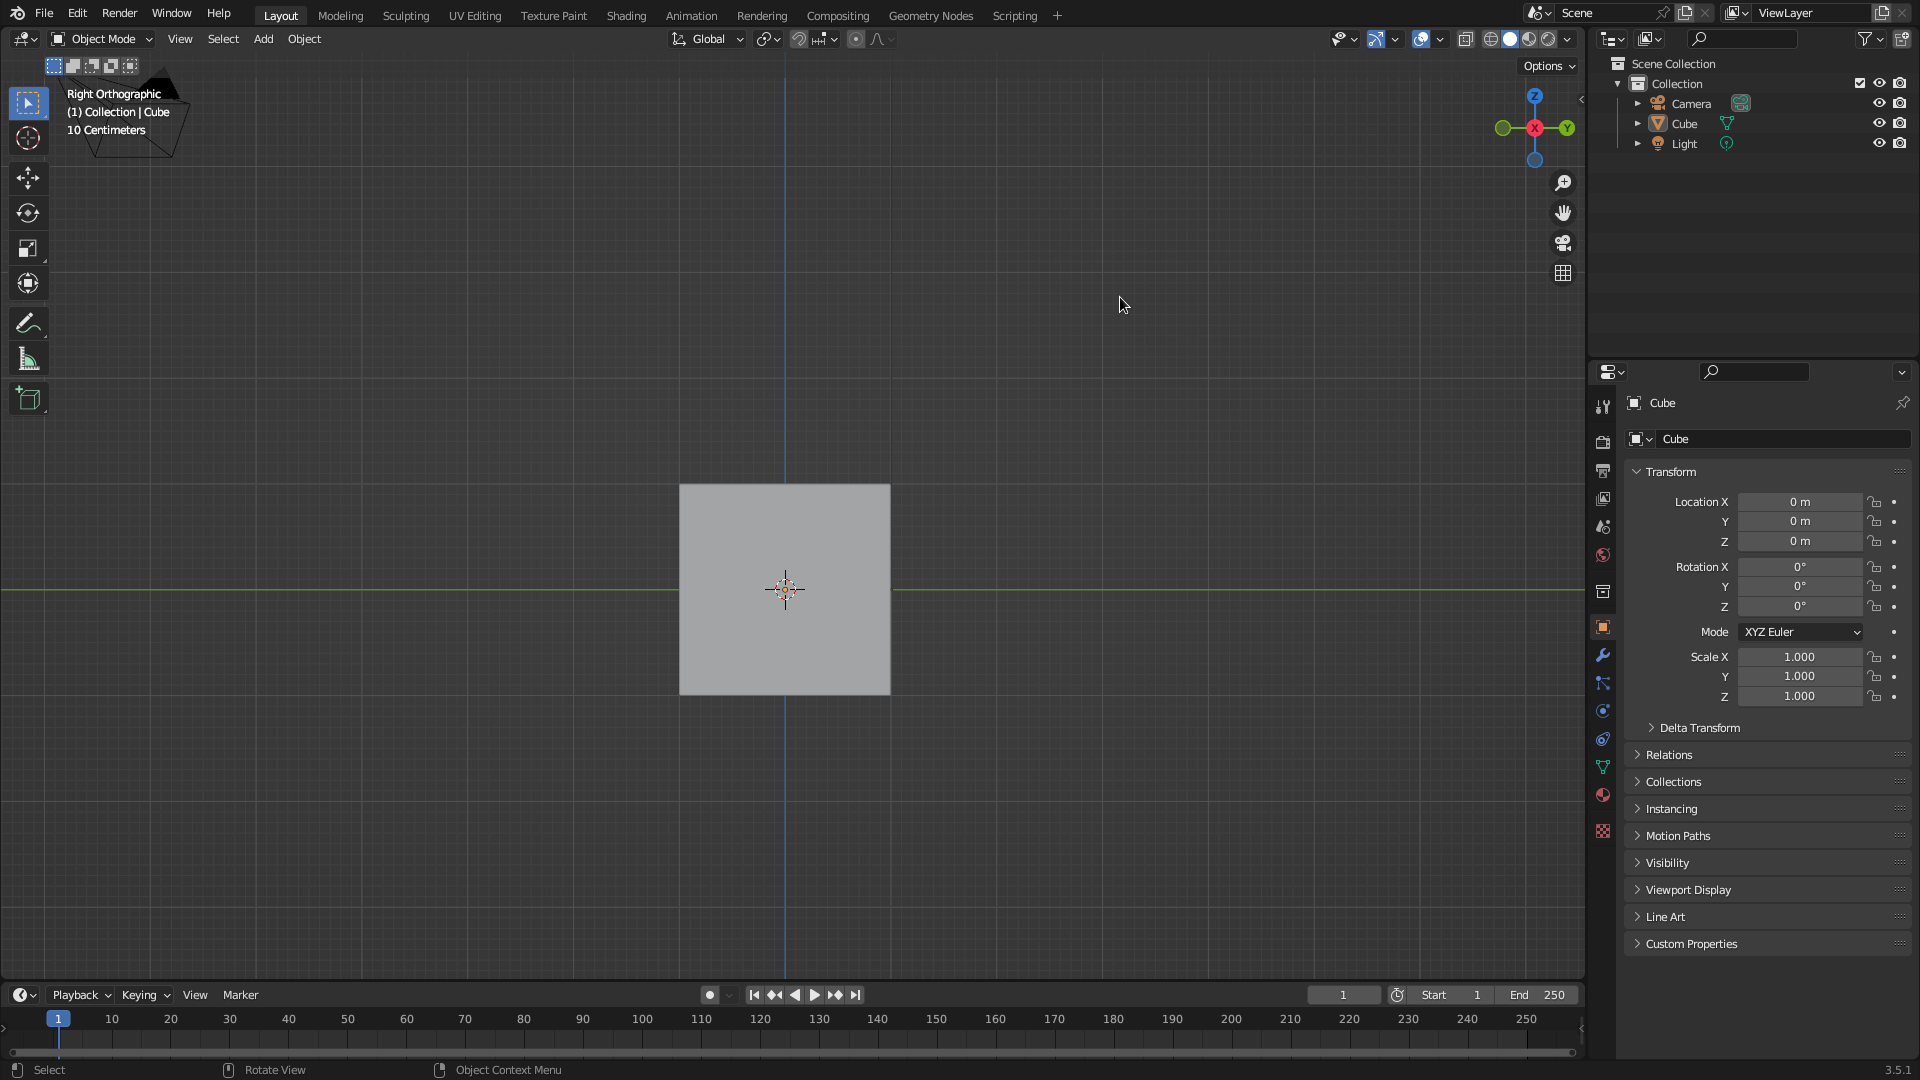 File Edit Render Window Help Layout Modeling Sculpting UV Editing Texture Paint Shading Animation Rendering Compositing Geometry Nodes Scripting + Scene ViewLayer
Object Mode View Select Add Object Global
Options
Right Orthographic
(1) Collection | Cube
10 Centimeters
Z
X
Y
Scene Collection
Collection
Camera
Cube
Light
Cube
Cube
Transform
Location X 0 m
Y 0 m
Z 0 m
Rotation X 0°
Y 0°
Z 0°
Mode XYZ Euler
Scale X 1.000
Y 1.000
Z 1.000
Delta Transform
Relations
Collections
Instancing
Motion Paths
Visibility
Viewport Display
Line Art
Custom Properties
Playback Keying View Marker 1 Start 1 End 250
1 10 20 30 40 50 60 70 80 90 100 110 120 130 140 150 160 170 180 190 200 210 220 230 240 250
Select Rotate View Object Context Menu 3.5.1